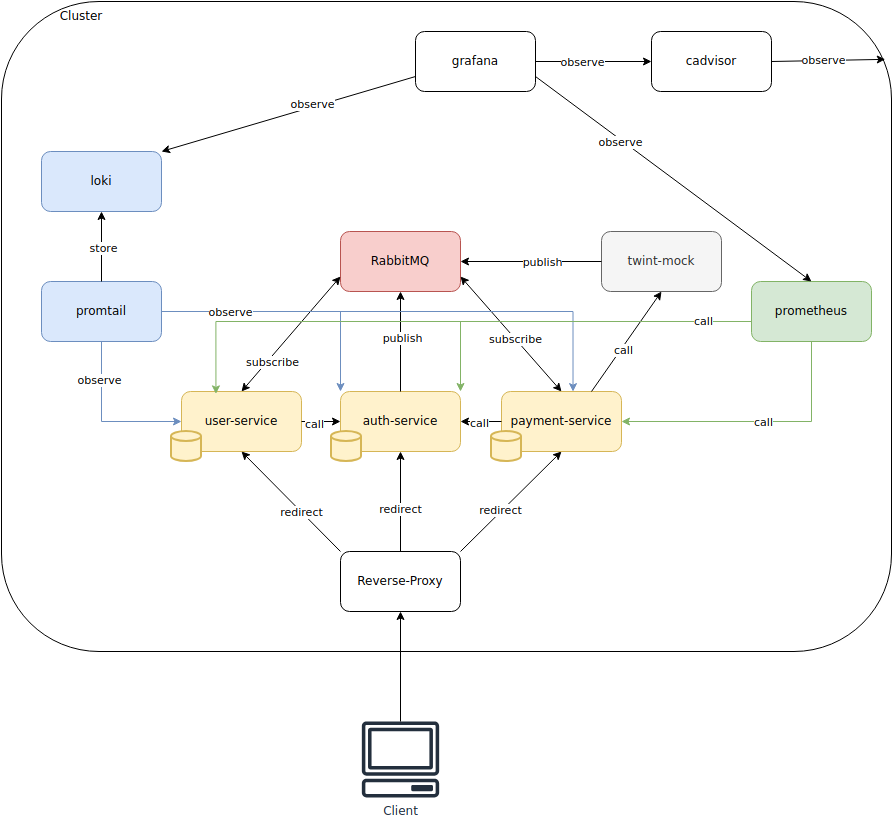 Cluster
grafana
observe
cadvisor
observe
observe
observe
loki
store
RabbitMQ
publish
twint-mock
promtail
observe
prometheus
call
publish
subscribe
subscribe
call
observe
user-service
call
auth-service
call
payment-service
call
redirect
redirect
redirect
Reverse-Proxy
Client